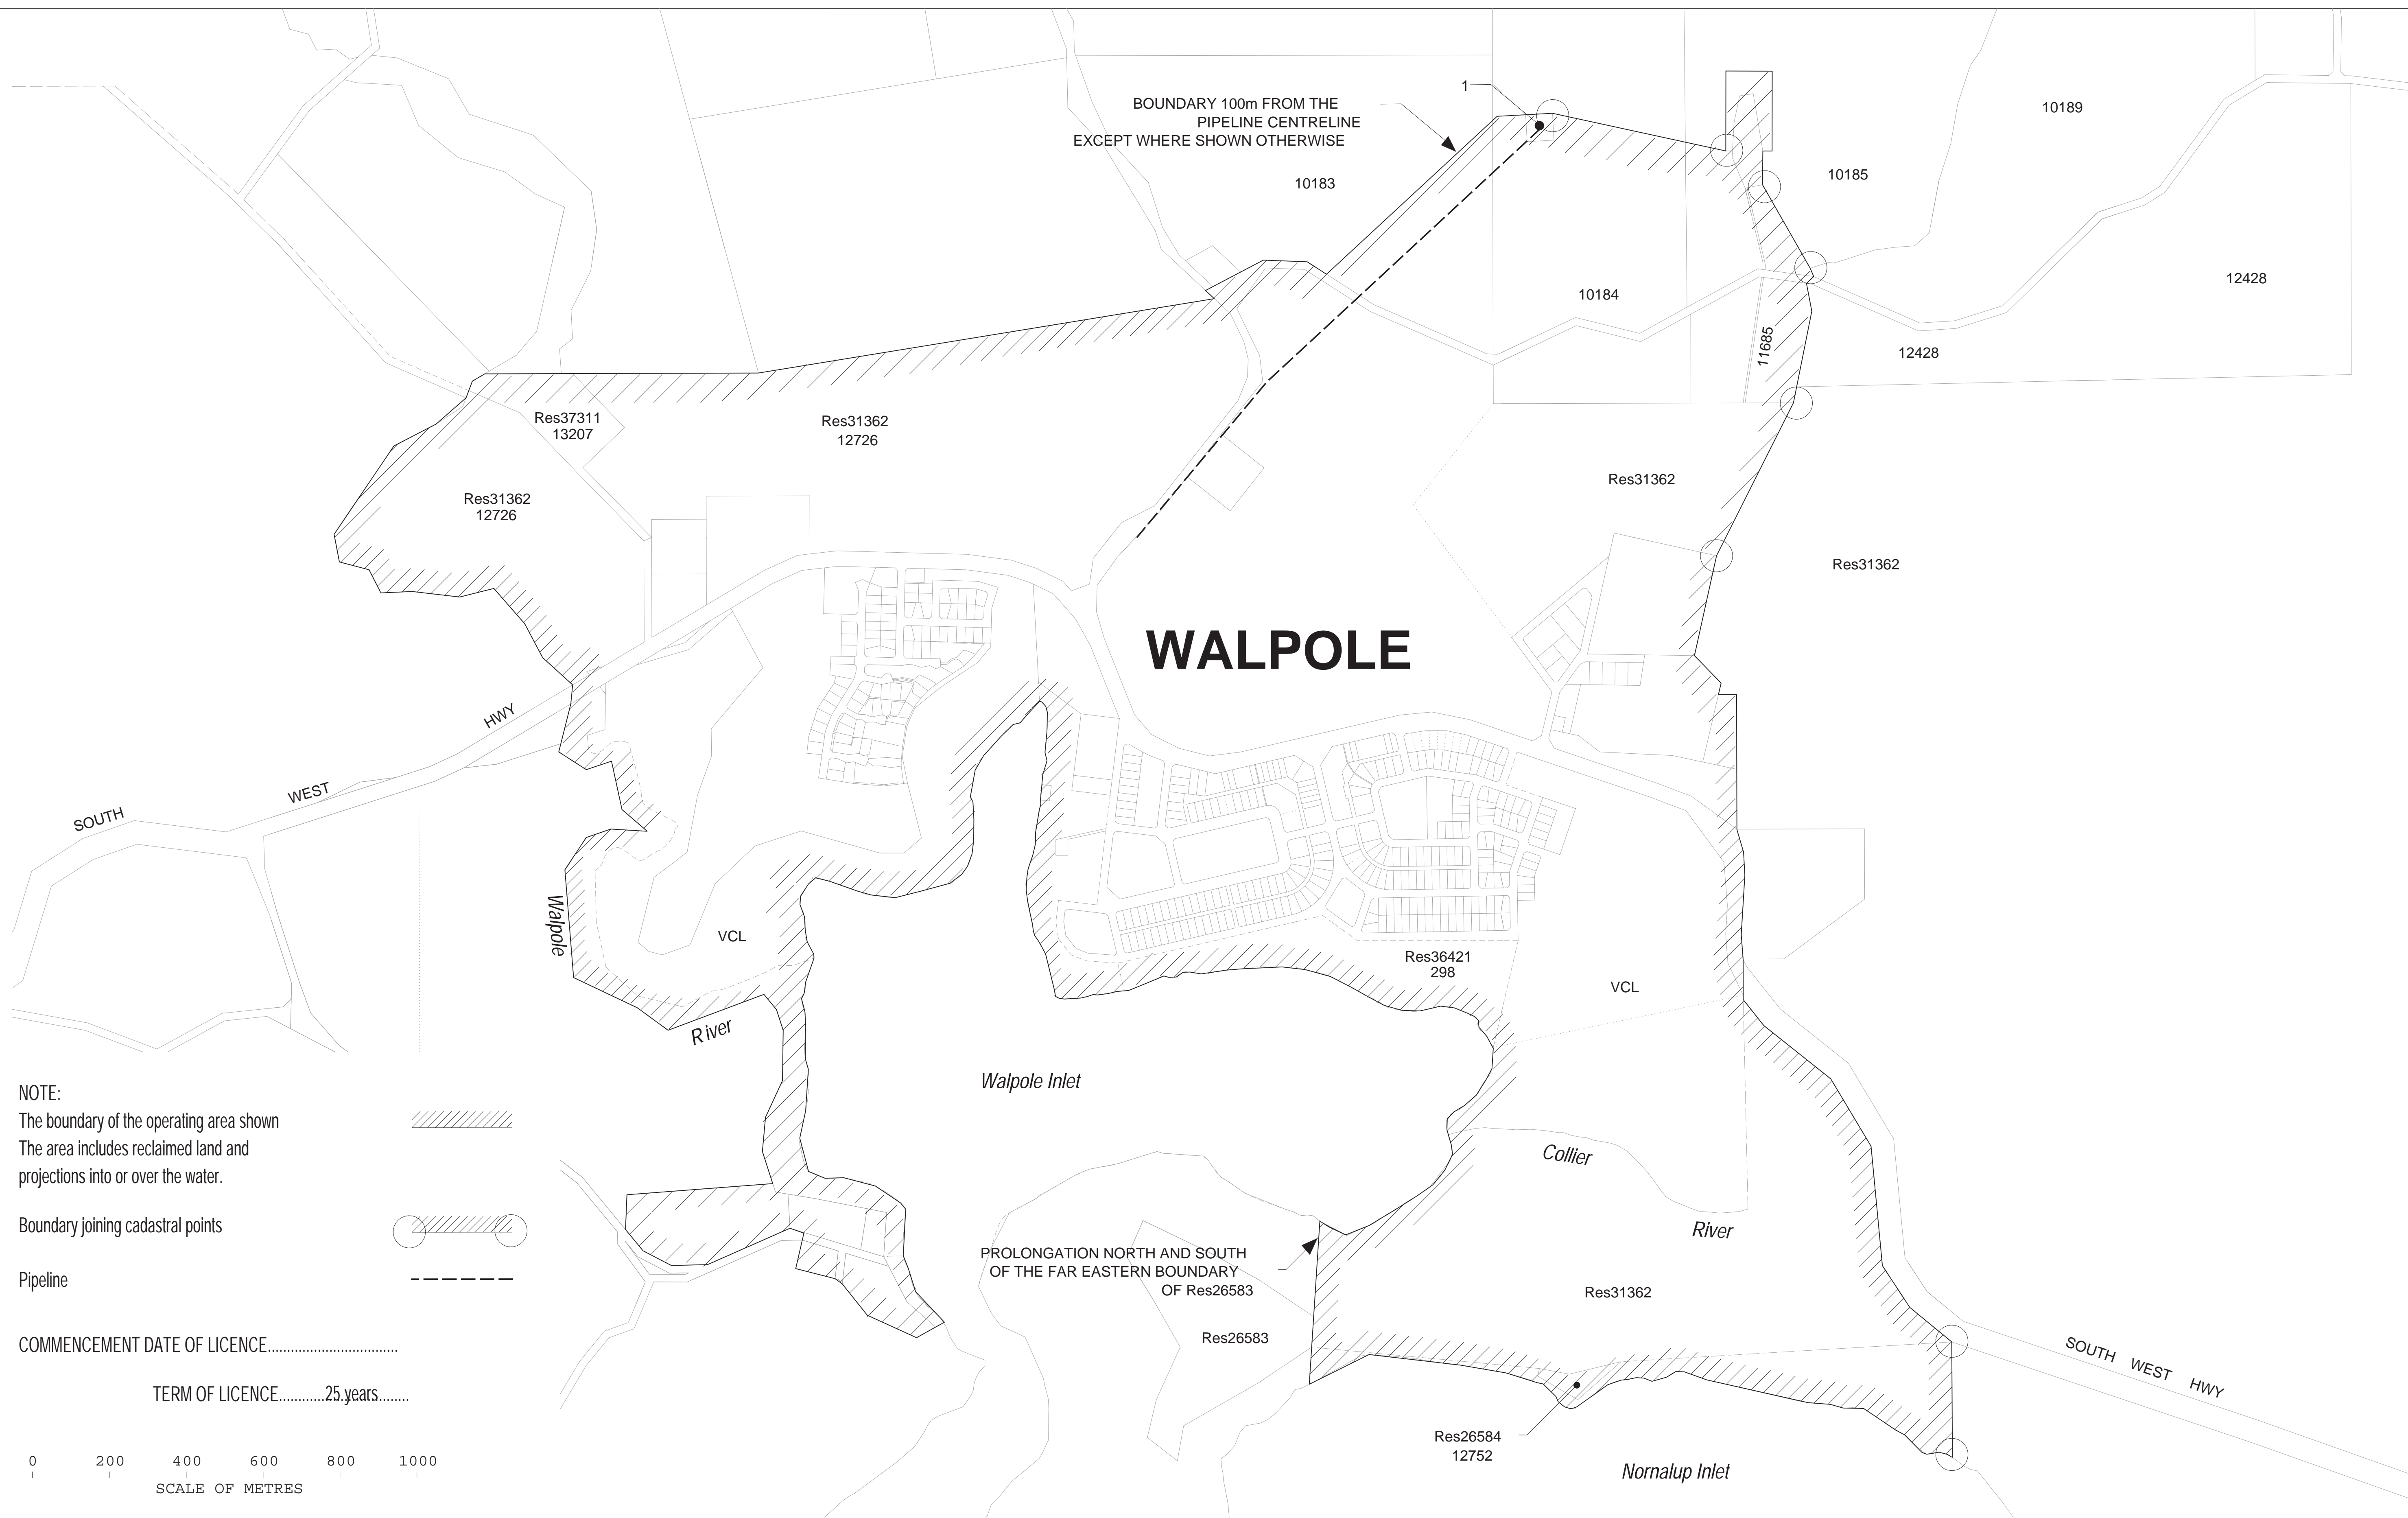 1
BOUNDARY 100m FROM THE
PIPELINE CENTRELINE
EXCEPT WHERE SHOWN OTHERWISE
10189
10185
10183
12428
10184
11685
12428
Res37311
13207
Res31362
12726
Res31362
12726
Res31362
Res31362
WALPOLE
SOUTH WEST HWY
Walpole
River
VCL
Res36421
298
VCL
Walpole Inlet
Collier
River
NOTE:
The boundary of the operating area shown
The area includes reclaimed land and
projections into or over the water.
Boundary joining cadastral points
Pipeline
PROLONGATION NORTH AND SOUTH
OF THE FAR EASTERN BOUNDARY
OF Res26583
Res31362
Res26583
SOUTH WEST HWY
COMMENCEMENT DATE OF LICENCE..................................
TERM OF LICENCE............25.years........
Res26584
12752
Nornalup Inlet
0 200 400 600 800 1000
SCALE OF METRES